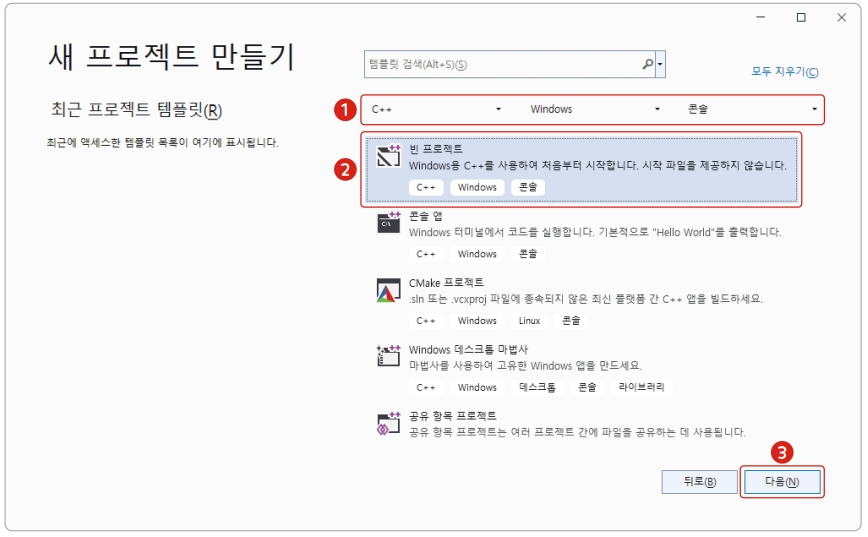 새 프로젝트 만들기
템플릿 검색(Alt+S)(S)
모두 지우기(C)
최근 프로젝트 템플릿(R)
최근에 액세스한 템플릿 목록이 여기에 표시됩니다.
1 C++ Windows 콘솔
2
빈 프로젝트
Windows용 C++를 사용하여 처음부터 시작합니다. 시작 파일을 제공하지 않습니다.
C++ Windows 콘솔
콘솔 앱
Windows 터미널에서 코드를 실행합니다. 기본적으로 "Hello World"를 출력합니다.
C++ Windows 콘솔
CMake 프로젝트
.sln 또는 .vcxproj 파일에 종속되지 않은 최신 플랫폼 간 C++ 앱을 빌드하세요.
C++ Windows Linux 콘솔
Windows 데스크톱 마법사
마법사를 사용하여 고유한 Windows 앱을 만드세요.
C++ Windows 데스크톱 콘솔 라이브러리
공유 항목 프로젝트
공유 항목 프로젝트는 여러 프로젝트 간에 파일을 공유하는 데 사용됩니다.
3
뒤로(B) 다음(N)